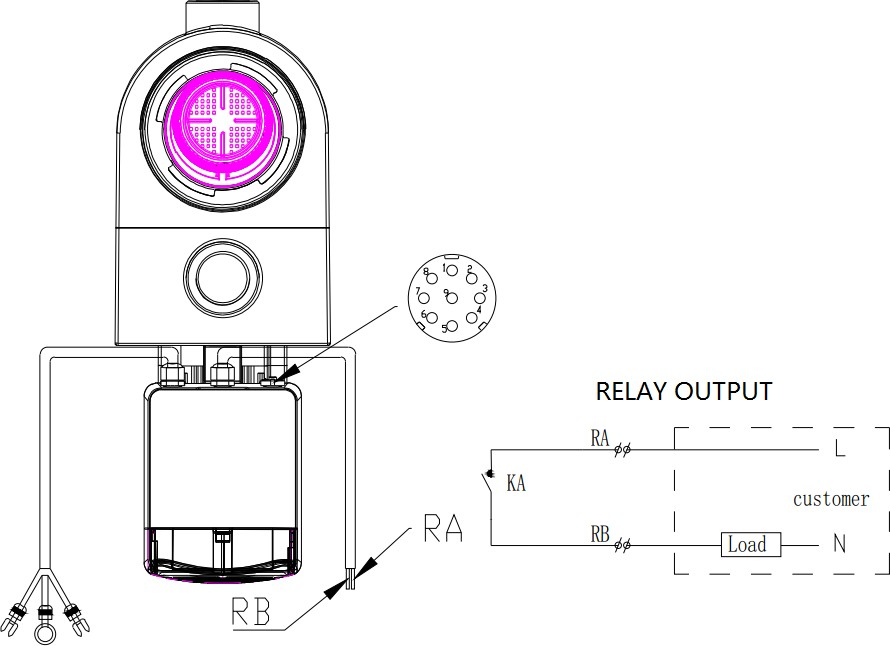 1
2
3
4
5
6
7
8
9
RELAY OUTPUT
RA
L
KA
customer
RB
Load
N
RA
RB